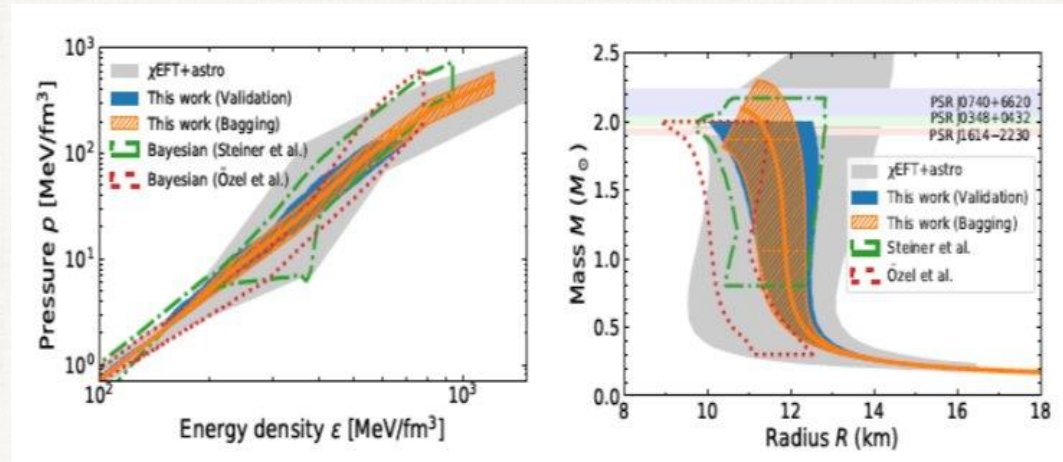 Pressure p [MeV/fm³]
10³
10²
10¹
10⁰
χEFT+astro
This work (Validation)
This work (Bagging)
Bayesian (Steiner et al.)
Bayesian (Özel et al.)
10²
10³
Energy density ε [MeV/fm³]
Mass M (M⊙)
2.5
2.0
1.5
1.0
0.5
0.0
PSR J0740+6620
PSR J0348+0432
PSR J1614−2230
χEFT+astro
This work (Validation)
This work (Bagging)
Steiner et al.
Özel et al.
8 10 12 14 16 18
Radius R (km)